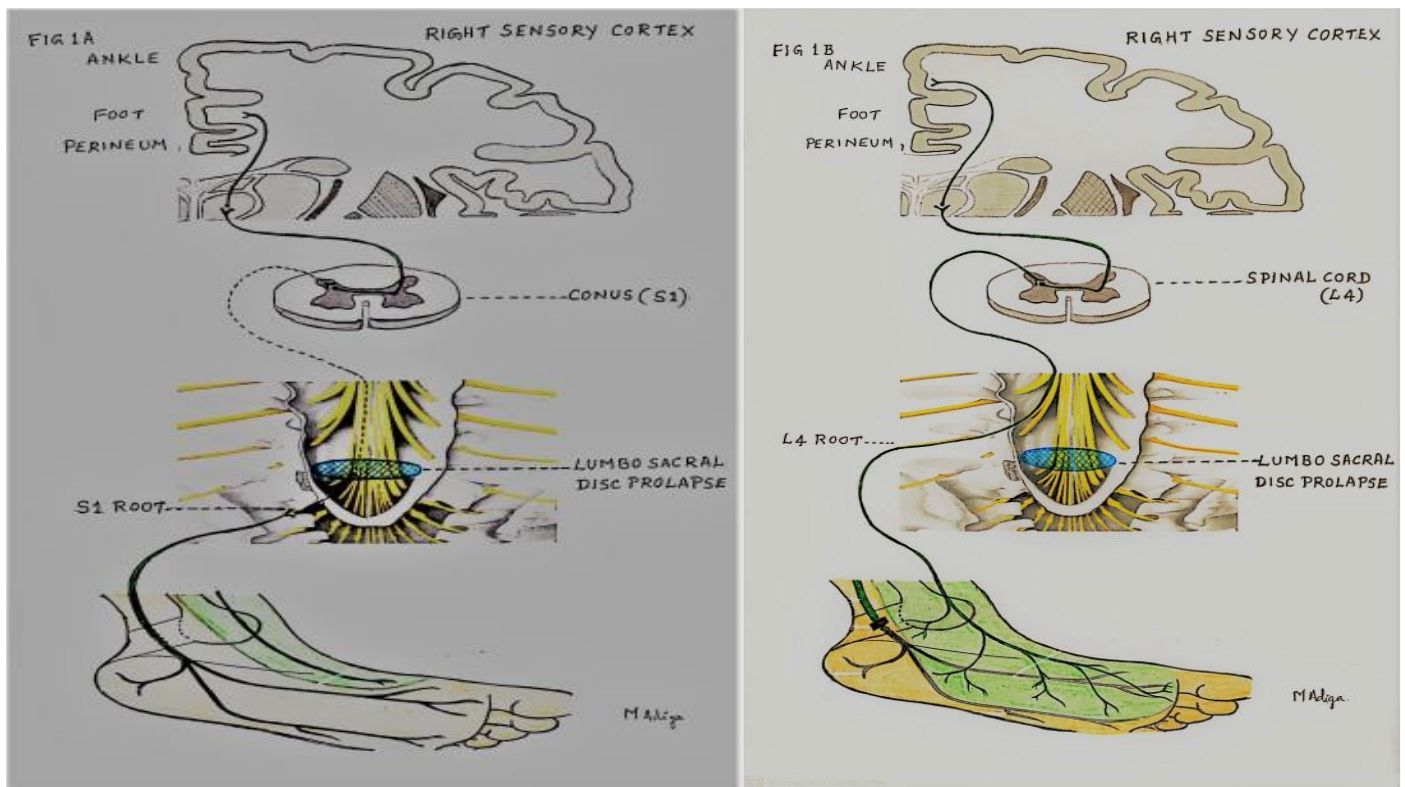 FIG 1A
RIGHT SENSORY CORTEX
ANKLE
FOOT
PERINEUM,
CONUS (S1)
LUMBO SACRAL
DISC PROLAPSE
S1 ROOT
M Adiga
FIG 1B
RIGHT SENSORY CORTEX
ANKLE
FOOT
PERINEUM,
SPINAL CORD
(L4)
L4 ROOT
LUMBO SACRAL
DISC PROLAPSE
M Adiga.